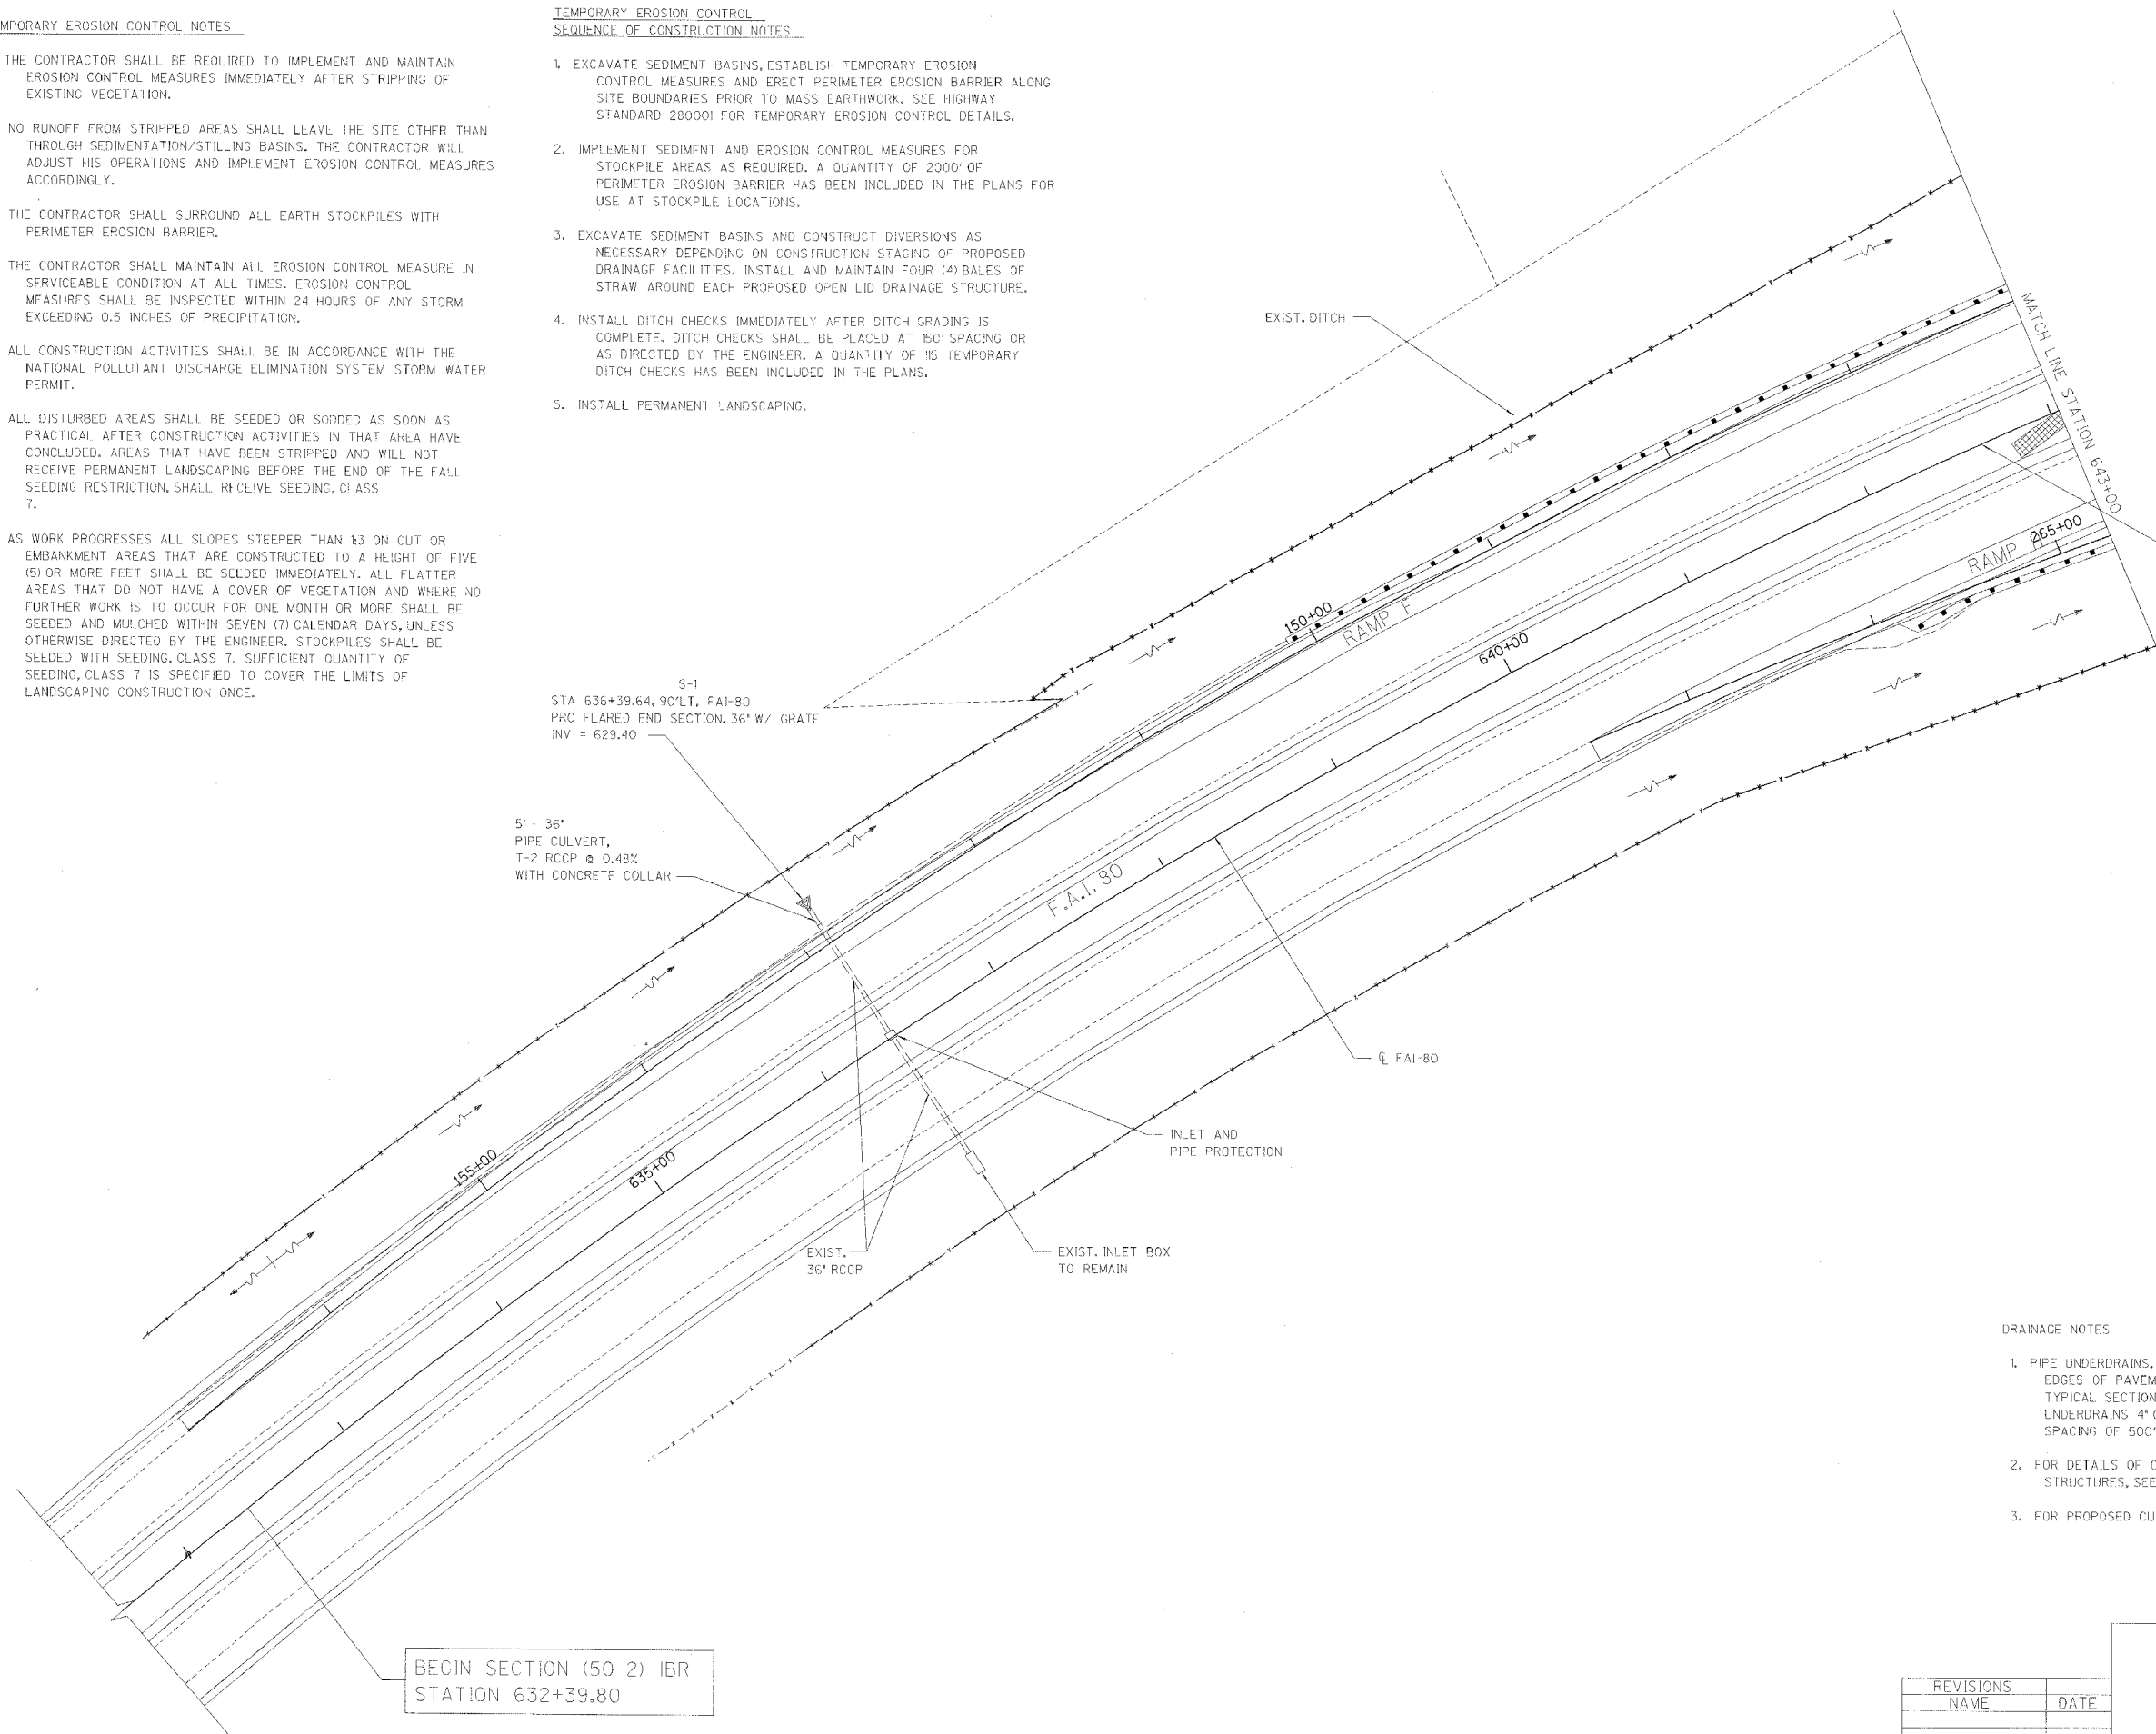 MPORARY EROSION CONTROL NOTES
THE CONTRACTOR SHALL BE REQUIRED TO IMPLEMENT AND MAINTAIN
EROSION CONTROL MEASURES IMMEDIATELY AFTER STRIPPING OF
EXISTING VEGETATION.
NO RUNOFF FROM STRIPPED AREAS SHALL LEAVE THE SITE OTHER THAN
THROUGH SEDIMENTATION/STILLING BASINS. THE CONTRACTOR WILL
ADJUST HIS OPERATIONS AND IMPLEMENT EROSION CONTROL MEASURES
ACCORDINGLY.
THE CONTRACTOR SHALL SURROUND ALL EARTH STOCKPILES WITH
PERIMETER EROSION BARRIER.
THE CONTRACTOR SHALL MAINTAIN ALL EROSION CONTROL MEASURE IN
SERVICEABLE CONDITION AT ALL TIMES. EROSION CONTROL
MEASURES SHALL BE INSPECTED WITHIN 24 HOURS OF ANY STORM
EXCEEDING 0.5 INCHES OF PRECIPITATION.
ALL CONSTRUCTION ACTIVITIES SHALL BE IN ACCORDANCE WITH THE
NATIONAL POLLUTANT DISCHARGE ELIMINATION SYSTEM STORM WATER
PERMIT.
ALL DISTURBED AREAS SHALL BE SEEDED OR SODDED AS SOON AS
PRACTICAL AFTER CONSTRUCTION ACTIVITIES IN THAT AREA HAVE
CONCLUDED. AREAS THAT HAVE BEEN STRIPPED AND WILL NOT
RECEIVE PERMANENT LANDSCAPING BEFORE THE END OF THE FALL
SEEDING RESTRICTION, SHALL RECEIVE SEEDING, CLASS
7.
AS WORK PROGRESSES ALL SLOPES STEEPER THAN 1:3 ON CUT OR
EMBANKMENT AREAS THAT ARE CONSTRUCTED TO A HEIGHT OF FIVE
(5) OR MORE FEET SHALL BE SEEDED IMMEDIATELY. ALL FLATTER
AREAS THAT DO NOT HAVE A COVER OF VEGETATION AND WHERE NO
FURTHER WORK IS TO OCCUR FOR ONE MONTH OR MORE SHALL BE
SEEDED AND MULCHED WITHIN SEVEN (7) CALENDAR DAYS, UNLESS
OTHERWISE DIRECTED BY THE ENGINEER. STOCKPILES SHALL BE
SEEDED WITH SEEDING, CLASS 7. SUFFICIENT QUANTITY OF
SEEDING, CLASS 7 IS SPECIFIED TO COVER THE LIMITS OF
LANDSCAPING CONSTRUCTION ONCE.
TEMPORARY EROSION CONTROL
SEQUENCE OF CONSTRUCTION NOTES
1. EXCAVATE SEDIMENT BASINS, ESTABLISH TEMPORARY EROSION
CONTROL MEASURES AND ERECT PERIMETER EROSION BARRIER ALONG
SITE BOUNDARIES PRIOR TO MASS EARTHWORK. SEE HIGHWAY
STANDARD 280001 FOR TEMPORARY EROSION CONTROL DETAILS.
2. IMPLEMENT SEDIMENT AND EROSION CONTROL MEASURES FOR
STOCKPILE AREAS AS REQUIRED. A QUANTITY OF 2000' OF
PERIMETER EROSION BARRIER HAS BEEN INCLUDED IN THE PLANS FOR
USE AT STOCKPILE LOCATIONS.
3. EXCAVATE SEDIMENT BASINS AND CONSTRUCT DIVERSIONS AS
NECESSARY DEPENDING ON CONSTRUCTION STAGING OF PROPOSED
DRAINAGE FACILITIES. INSTALL AND MAINTAIN FOUR (4) BALES OF
STRAW AROUND EACH PROPOSED OPEN LID DRAINAGE STRUCTURE.
4. INSTALL DITCH CHECKS IMMEDIATELY AFTER DITCH GRADING IS
COMPLETE. DITCH CHECKS SHALL BE PLACED AT 150' SPACING OR
AS DIRECTED BY THE ENGINEER. A QUANTITY OF 115 TEMPORARY
DITCH CHECKS HAS BEEN INCLUDED IN THE PLANS.
5. INSTALL PERMANENT LANDSCAPING.
EXIST. DITCH
MATCH LINE STATION 643+00
265+00
RAMP
150+00
RAMP F
640+00
S-1
STA 636+39.64, 90'LT, FAI-80
PRC FLARED END SECTION, 36" W/ GRATE
INV = 629.40
5' - 36"
PIPE CULVERT,
T-2 RCCP @ 0.48%
WITH CONCRETE COLLAR
F.A.I. 80
℄ FAI-80
INLET AND
PIPE PROTECTION
155+00
635+00
EXIST.
36" RCCP
EXIST. INLET BOX
TO REMAIN
BEGIN SECTION (50-2) HBR
STATION 632+39.80
DRAINAGE NOTES
1. PIPE UNDERDRAINS,
EDGES OF PAVEM
TYPICAL SECTION
UNDERDRAINS 4"
SPACING OF 500'
2. FOR DETAILS OF
STRUCTURES, SEE
3. FOR PROPOSED CU
REVISIONS
NAME DATE